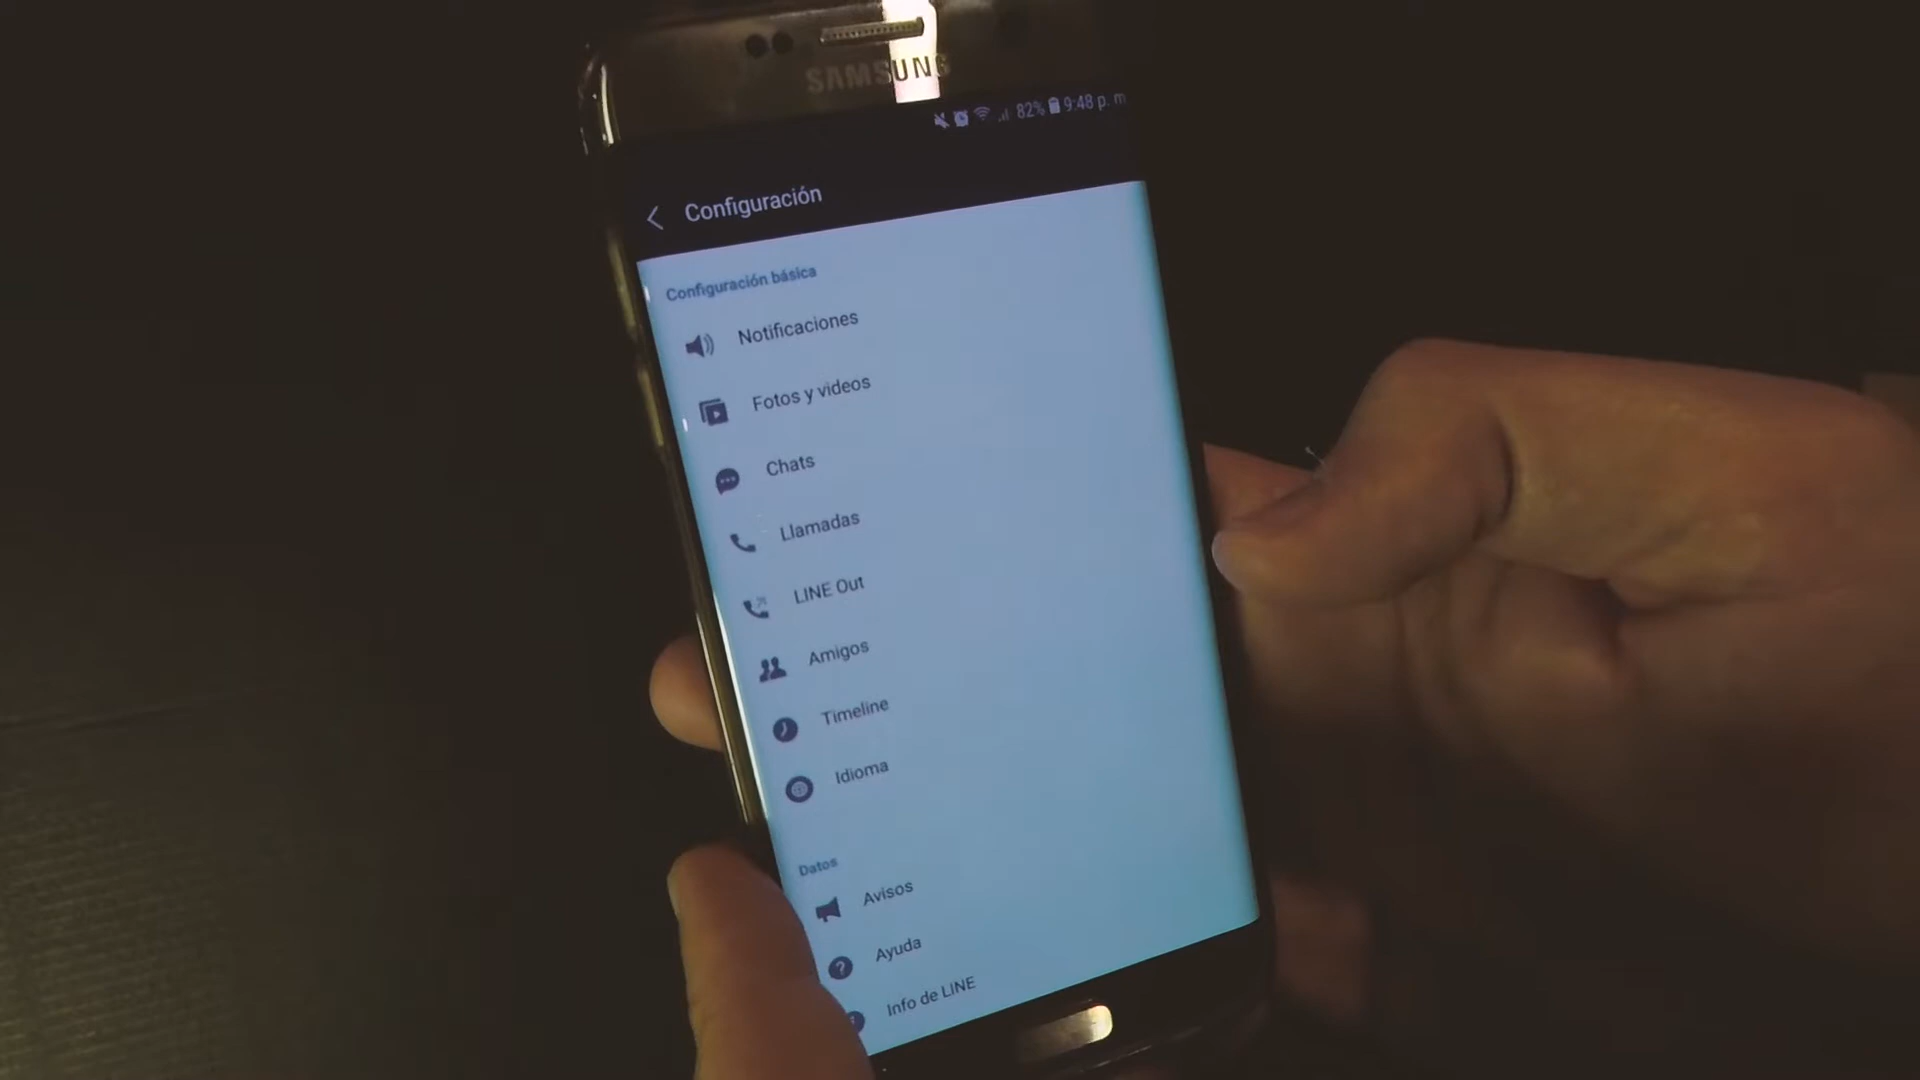 SAMSUNG
82% 9:48 p. m
Configuración
Configuración básica
Notificaciones
Fotos y videos
Chats
Llamadas
LINE Out
Amigos
Timeline
Idioma
Datos
Avisos
Ayuda
Info de LINE